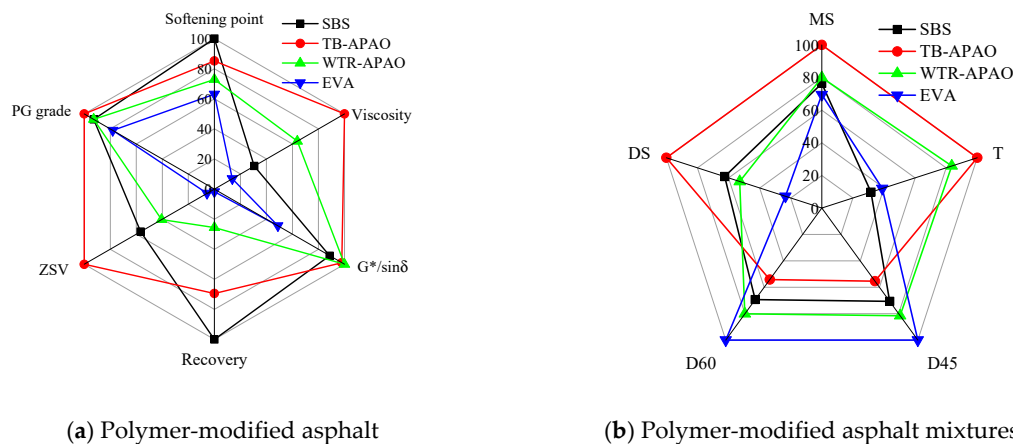 Softening point
SBS
TB-APAO
WTR-APAO
EVA
100
80
60
40
20
0
PG grade
Viscosity
ZSV
G*/sinδ
Recovery
(a) Polymer-modified asphalt
MS
SBS
TB-APAO
WTR-APAO
EVA
100
80
60
40
20
0
DS
T
D60
D45
(b) Polymer-modified asphalt mixtures